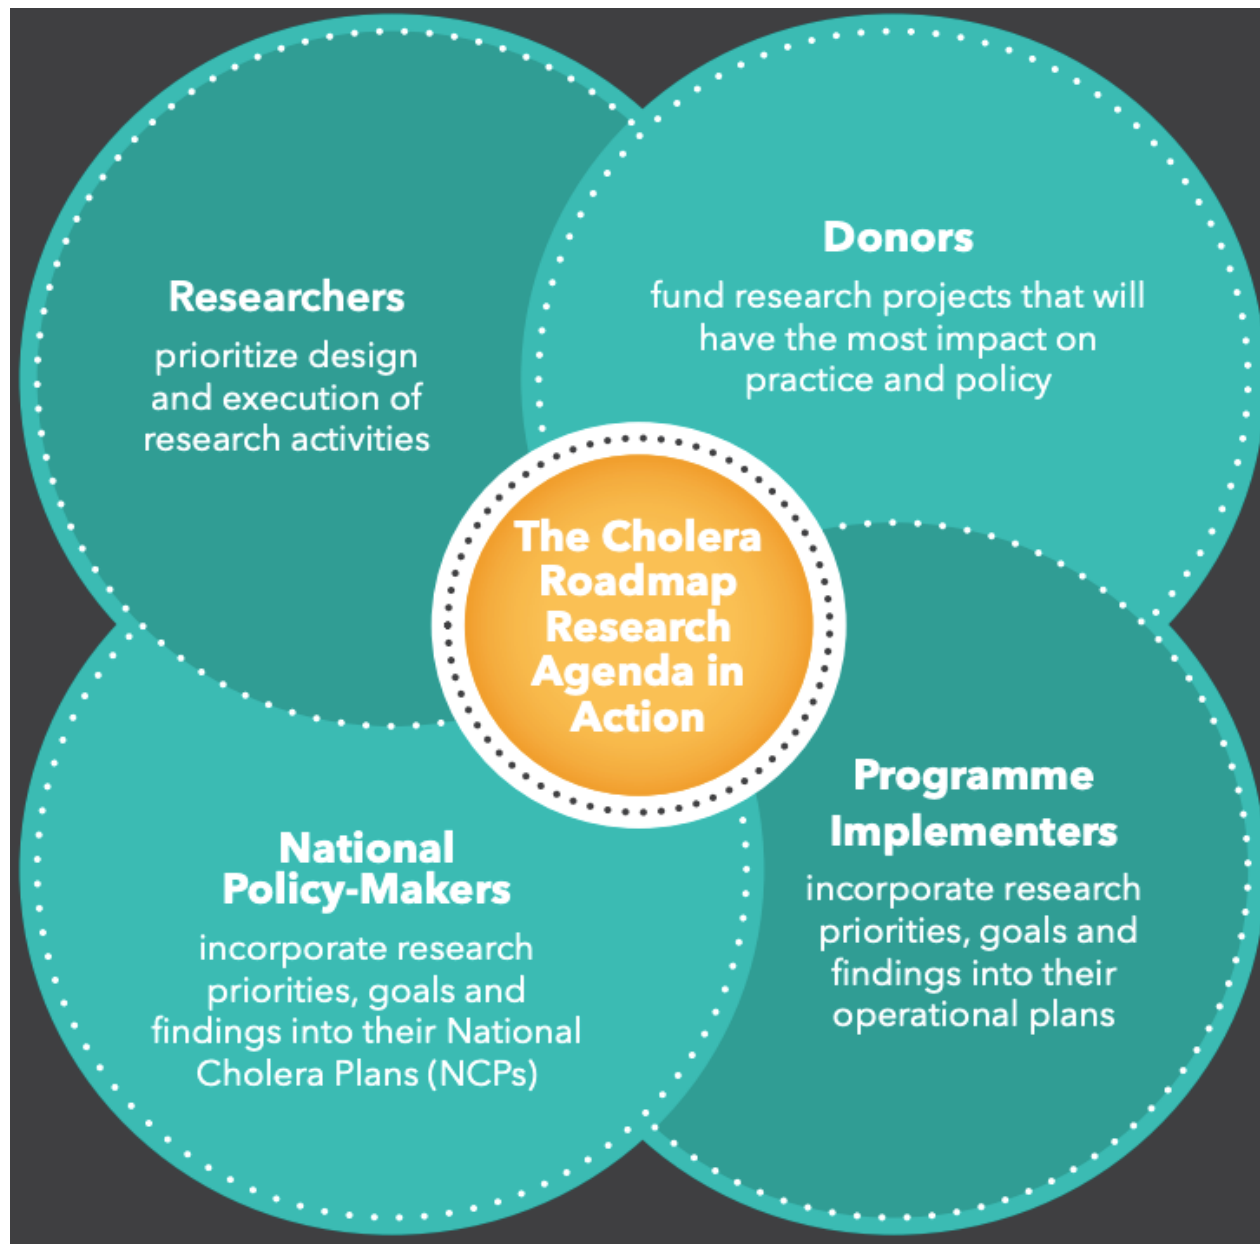 Researchers
prioritize design
and execution of
research activities
Donors
fund research projects that will
have the most impact on
practice and policy
The Cholera
Roadmap
Research
Agenda in
Action
National
Policy-Makers
incorporate research
priorities, goals and
findings into their National
Cholera Plans (NCPs)
Programme
Implementers
incorporate research
priorities, goals and
findings into their
operational plans